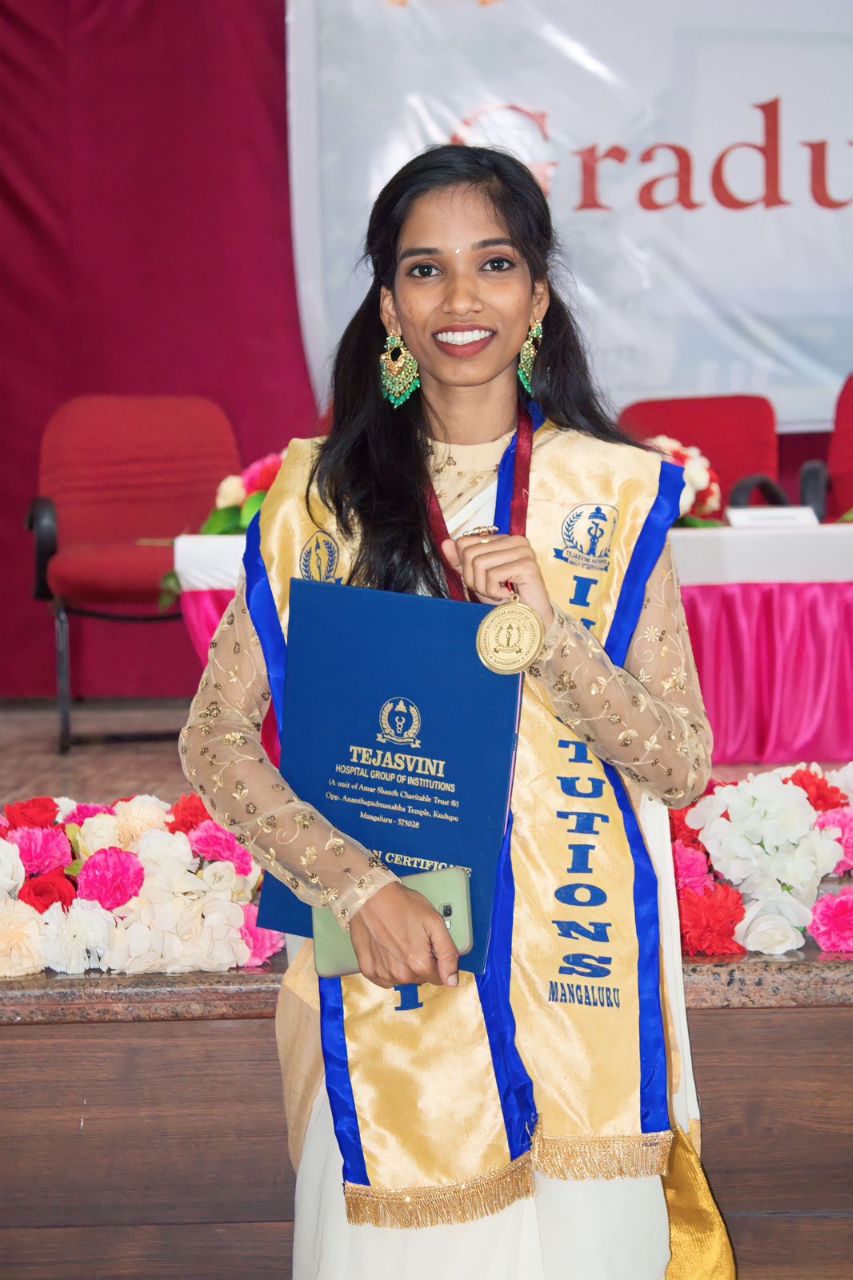 Gradu
TEJASVINI
HOSPITAL GROUP OF INSTITUTIONS
(A unit of Amar Shanth Charitable Trust ®)
Opp. Ananthapadmanabha Temple, Kudupu
Mangaluru - 575028
CERTIFICA
TUTIONS
MANGALURU